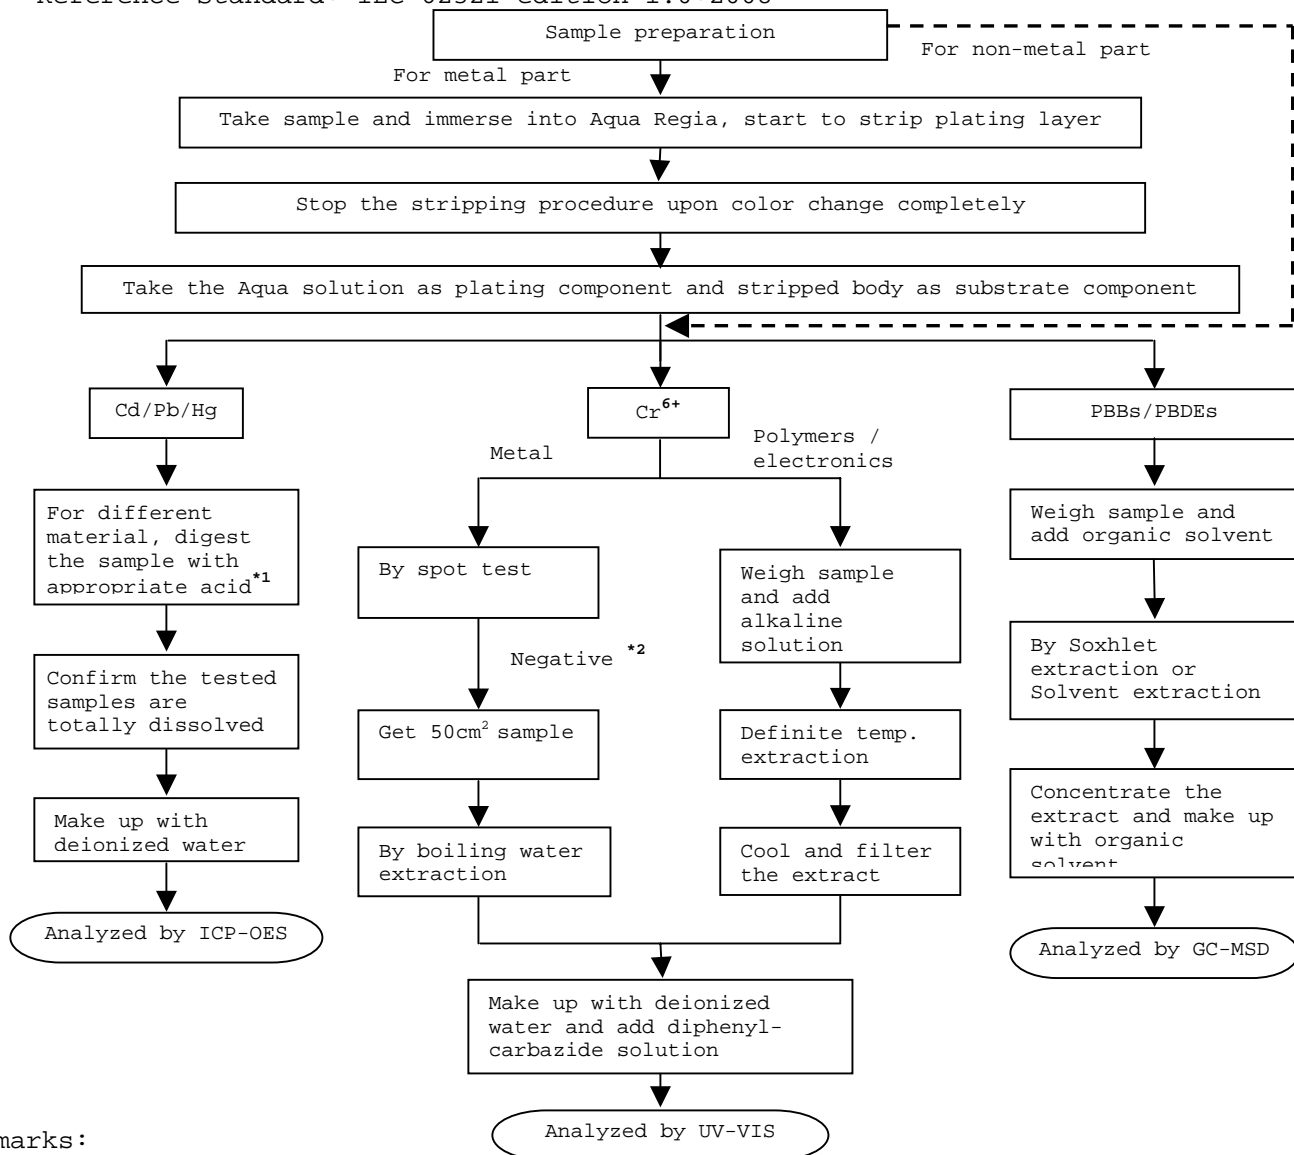 Sample preparation
For non-metal part
For metal part
Take sample and immerse into Aqua Regia, start to strip plating layer
Stop the stripping procedure upon color change completely
Take the Aqua solution as plating component and stripped body as substrate component
Cd/Pb/Hg
Cr6+
PBBs/PBDEs
Metal
Polymers /
electronics
For different
material, digest
the sample with
appropriate acid*1
Confirm the tested
samples are
totally dissolved
Make up with
deionized water
Analyzed by ICP-OES
By spot test
Negative *2
Get 50cm2 sample
By boiling water
extraction
Weigh sample
and add
alkaline
solution
Definite temp.
extraction
Cool and filter
the extract
Make up with deionized
water and add diphenyl-
carbazide solution
Analyzed by UV-VIS
Weigh sample and
add organic solvent
By Soxhlet
extraction or
Solvent extraction
Concentrate the
extract and make up
with organic
solvent
Analyzed by GC-MSD
marks: